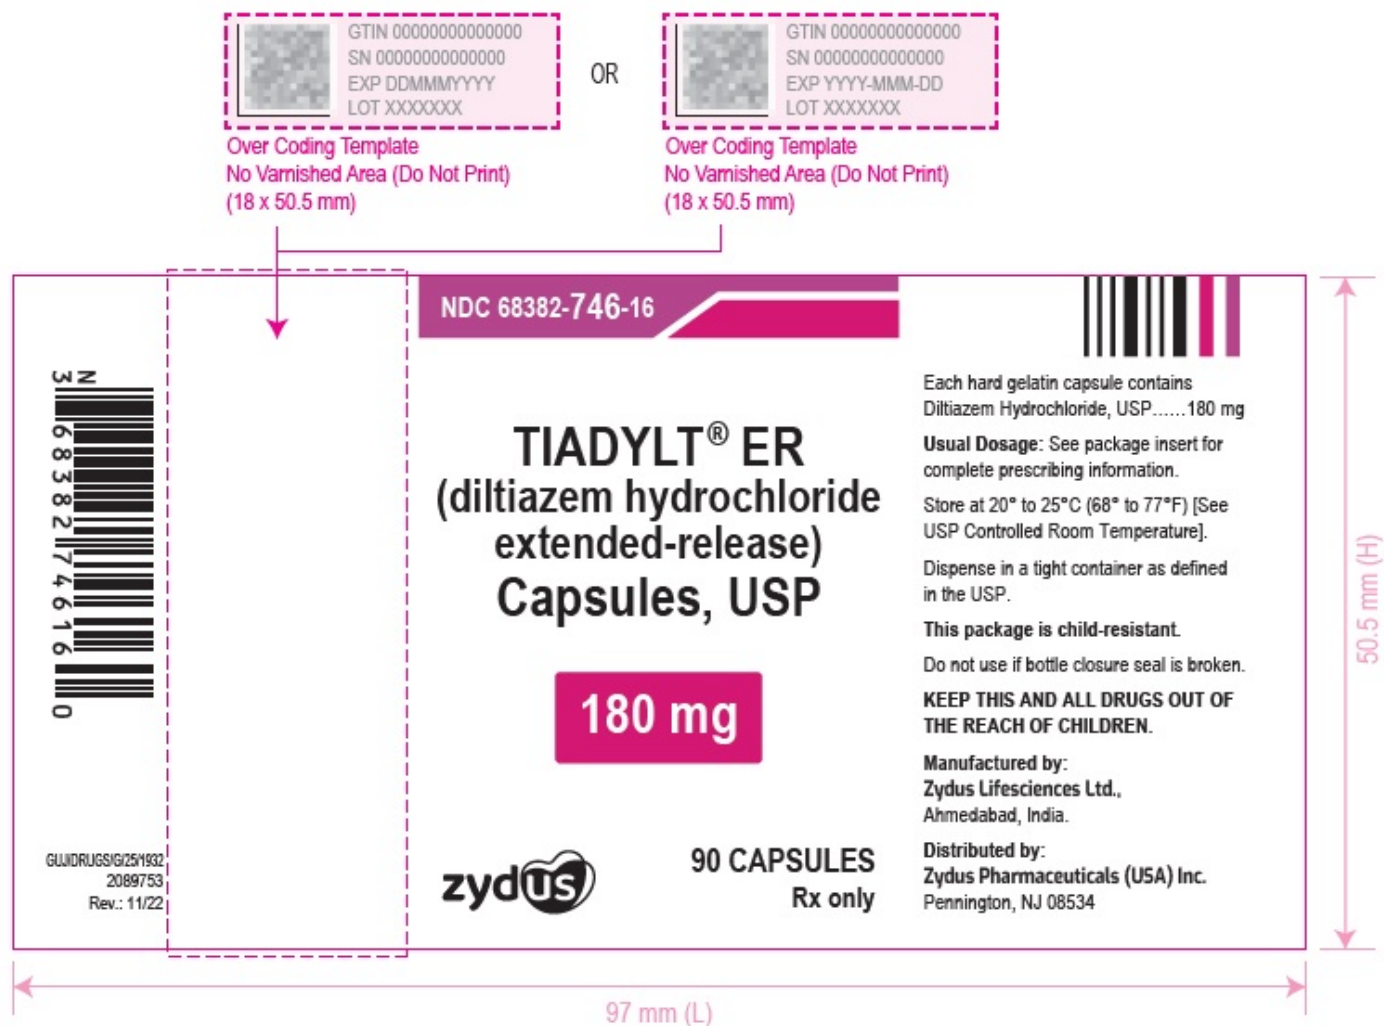 GTIN 00000000000000
SN 00000000000000
EXP DDMMMYYYY
LOT XXXXXXX
OR
GTIN 00000000000000
SN 00000000000000
EXP YYYY-MMM-DD
LOT XXXXXXX
Over Coding Template
No Varnished Area (Do Not Print)
(18 x 50.5 mm)
Over Coding Template
No Varnished Area (Do Not Print)
(18 x 50.5 mm)
N
3 68382 74616 0
GUJ/DRUGS/G/25/1932
2089753
Rev.: 11/22
NDC 68382-746-16
TIADYLT® ER
(diltiazem hydrochloride
extended-release)
Capsules, USP
180 mg
zydus
90 CAPSULES
Rx only
Each hard gelatin capsule contains
Diltiazem Hydrochloride, USP......180 mg
Usual Dosage: See package insert for
complete prescribing information.
Store at 20° to 25°C (68° to 77°F) [See
USP Controlled Room Temperature].
Dispense in a tight container as defined
in the USP.
This package is child-resistant.
Do not use if bottle closure seal is broken.
KEEP THIS AND ALL DRUGS OUT OF
THE REACH OF CHILDREN.
Manufactured by:
Zydus Lifesciences Ltd.,
Ahmedabad, India.
Distributed by:
Zydus Pharmaceuticals (USA) Inc.
Pennington, NJ 08534
50.5 mm (H)
97 mm (L)